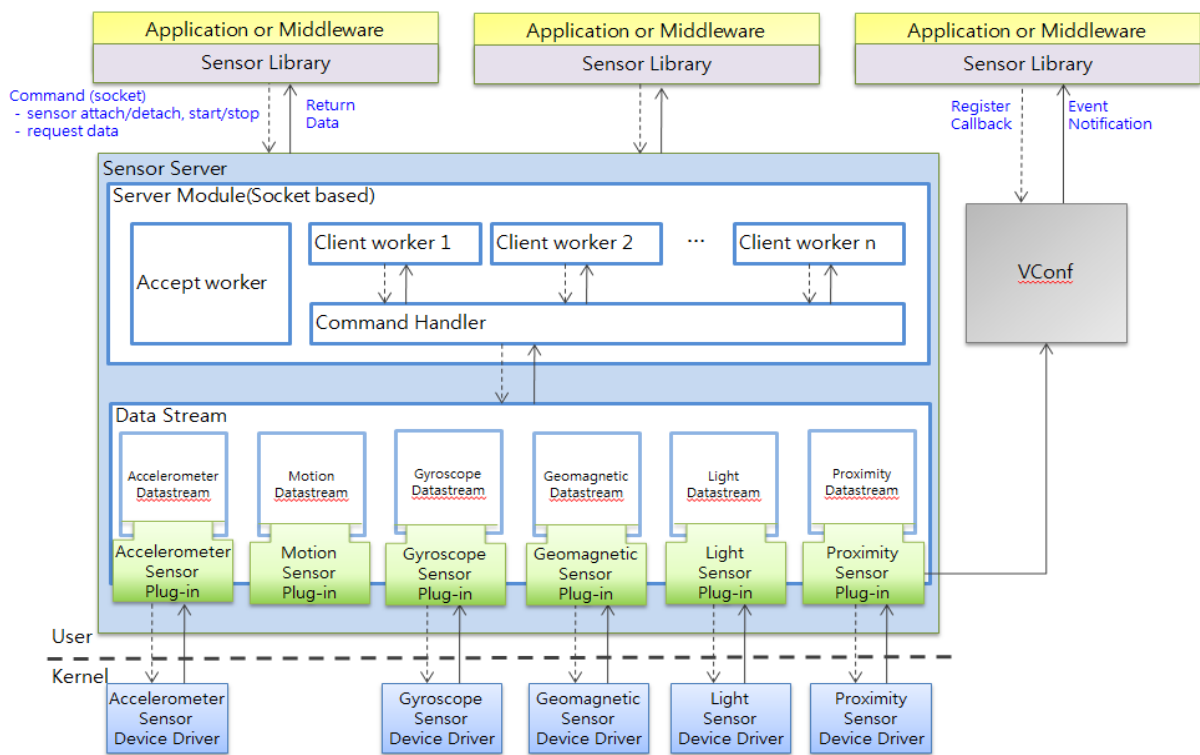 Application or Middleware
Sensor Library
Application or Middleware
Sensor Library
Application or Middleware
Sensor Library
Command (socket)
- sensor attach/detach, start/stop
- request data
Return
Data
Register
Callback
Event
Notification
Sensor Server
Server Module(Socket based)
Accept worker
Client worker 1
Client worker 2
...
Client worker n
Command Handler
VConf
Data Stream
Accelerometer
Datastream
Motion
Datastream
Gyroscope
Datastream
Geomagnetic
Datastream
Light
Datastream
Proximity
Datastream
Accelerometer
Sensor
Plug-in
Motion
Sensor
Plug-in
Gyroscope
Sensor
Plug-in
Geomagnetic
Sensor
Plug-in
Light
Sensor
Plug-in
Proximity
Sensor
Plug-in
User
Kernel
Accelerometer
Sensor
Device Driver
Gyroscope
Sensor
Device Driver
Geomagnetic
Sensor
Device Driver
Light
Sensor
Device Driver
Proximity
Sensor
Device Driver